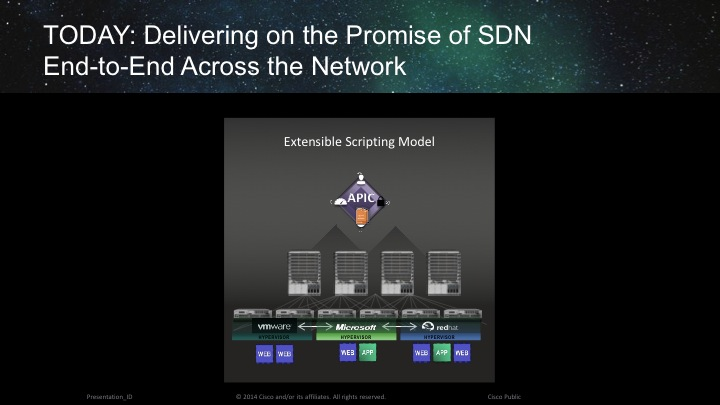 TODAY: Delivering on the Promise of SDN
End-to-End Across the Network
Extensible Scripting Model
APIC
vmware Microsoft redhat
HYPERVISOR HYPERVISOR HYPERVISOR
WEB WEB WEB APP WEB APP WEB
Presentation_ID © 2014 Cisco and/or its affiliates. All rights reserved. Cisco Public